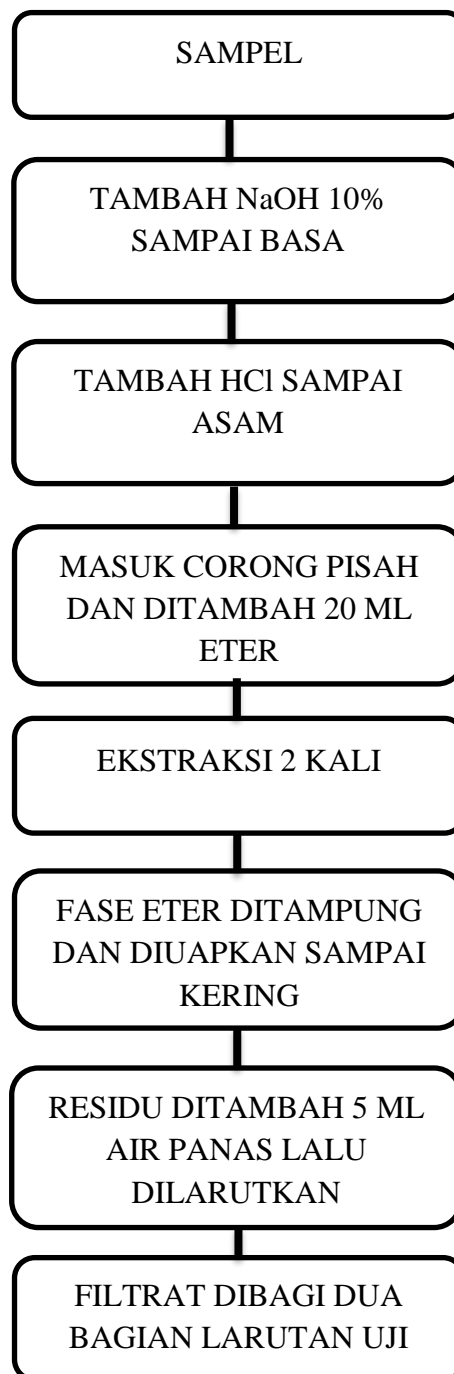 SAMPEL
TAMBAH NaOH 10%
SAMPAI BASA
TAMBAH HCl SAMPAI
ASAM
MASUK CORONG PISAH
DAN DITAMBAH 20 ML
ETER
EKSTRAKSI 2 KALI
FASE ETER DITAMPUNG
DAN DIUAPKAN SAMPAI
KERING
RESIDU DITAMBAH 5 ML
AIR PANAS LALU
DILARUTKAN
FILTRAT DIBAGI DUA
BAGIAN LARUTAN UJI